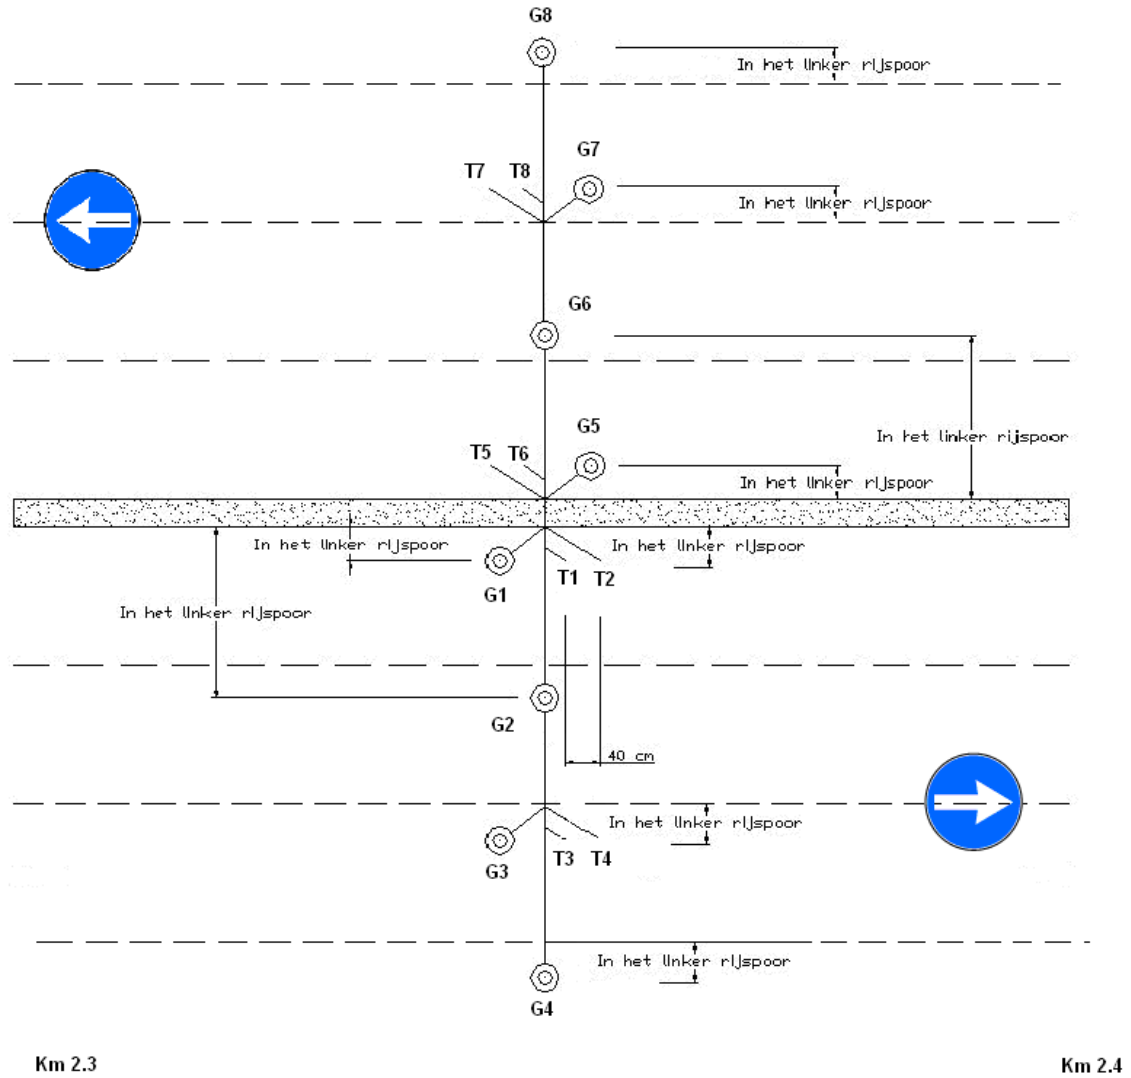 G8
In het linker rijspoor
G7
T7 T8
In het linker rijspoor
G6
G5
T5 T6
In het linker rijspoor
In het linker rijspoor
In het linker rijspoor
In het linker rijspoor
T1 T2
G1
In het linker rijspoor
G2
40 cm
In het linker rijspoor
T3 T4
G3
In het linker rijspoor
G4
Km 2.3
Km 2.4